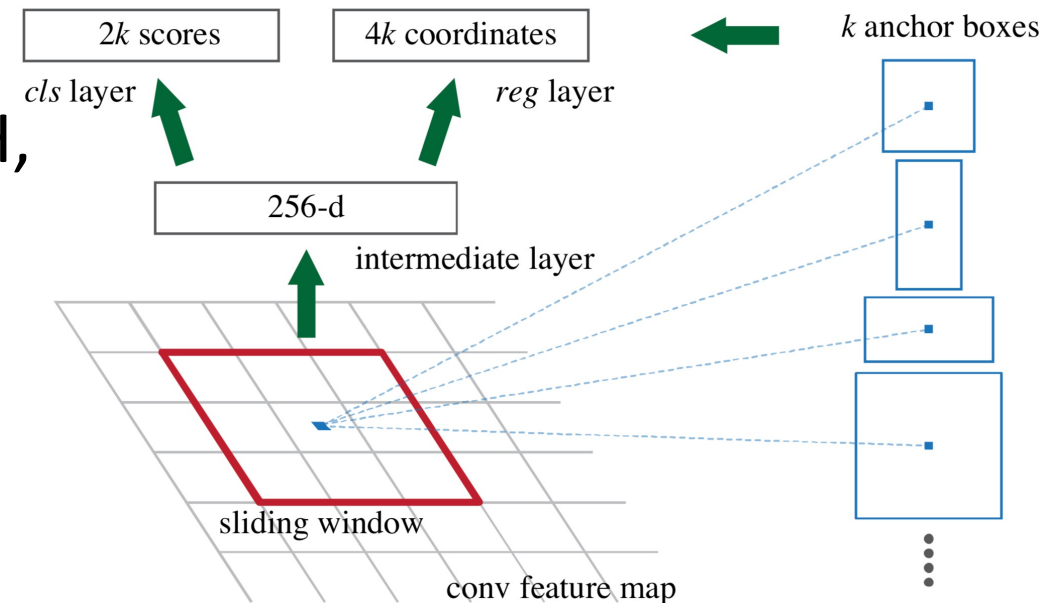 2k scores
4k coordinates
k anchor boxes
cls layer
reg layer
256-d
intermediate layer
sliding window
conv feature map